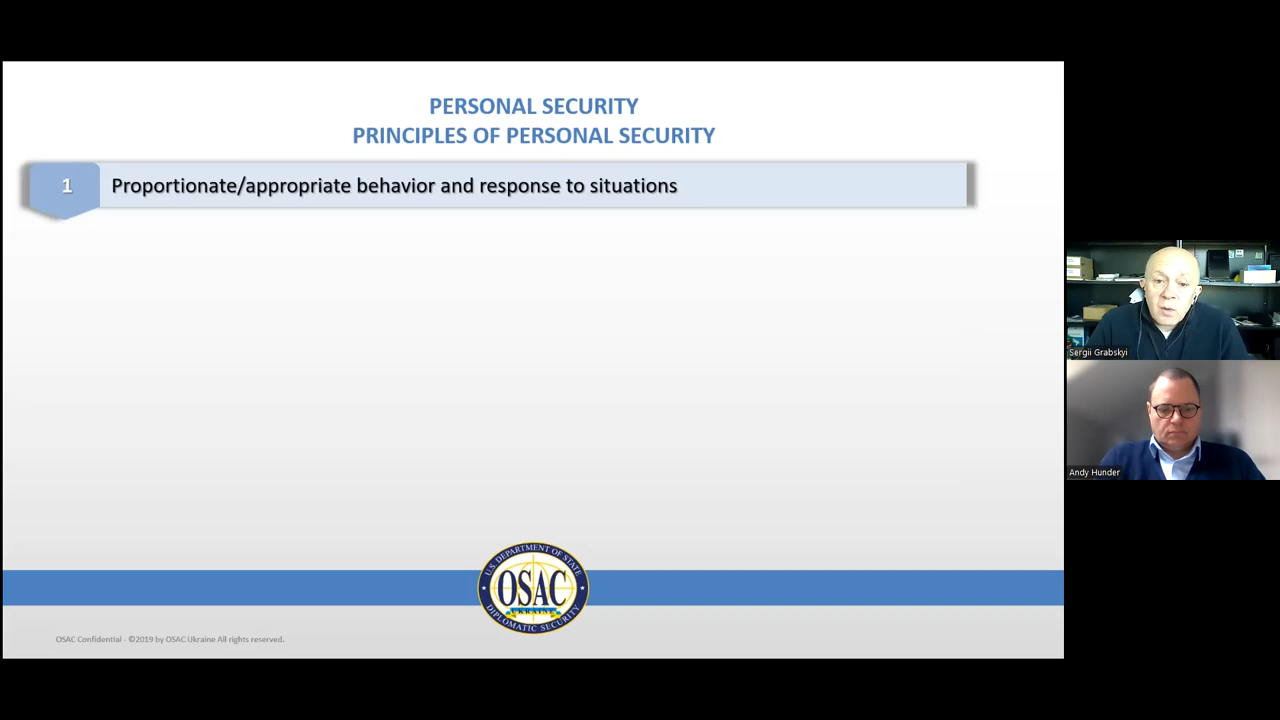 PERSONAL SECURITY
PRINCIPLES OF PERSONAL SECURITY
1 Proportionate/appropriate behavior and response to situations
Sergii Grabskyi
Andy Hunder
U.S. DEPARTMENT OF STATE
OSAC
UKRAINE
DIPLOMATIC SECURITY
OSAC Confidential - ©2019 by OSAC Ukraine All rights reserved.